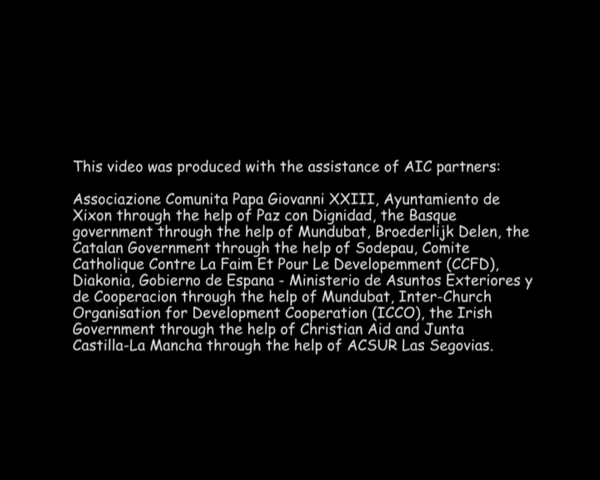 This video was produced with the assistance of AIC partners:
Associazione Comunita Papa Giovanni XXIII, Ayuntamiento de
Xixon through the help of Paz con Dignidad, the Basque
government through the help of Mundubat, Broederlijk Delen, the
Catalan Government through the help of Sodepau, Comite
Catholique Contre La Faim Et Pour Le Developemment (CCFD),
Diakonia, Gobierno de Espana - Ministerio de Asuntos Exteriores y
de Cooperacion through the help of Mundubat, Inter-Church
Organisation for Development Cooperation (ICCO), the Irish
Government through the help of Christian Aid and Junta
Castilla-La Mancha through the help of ACSUR Las Segovias.